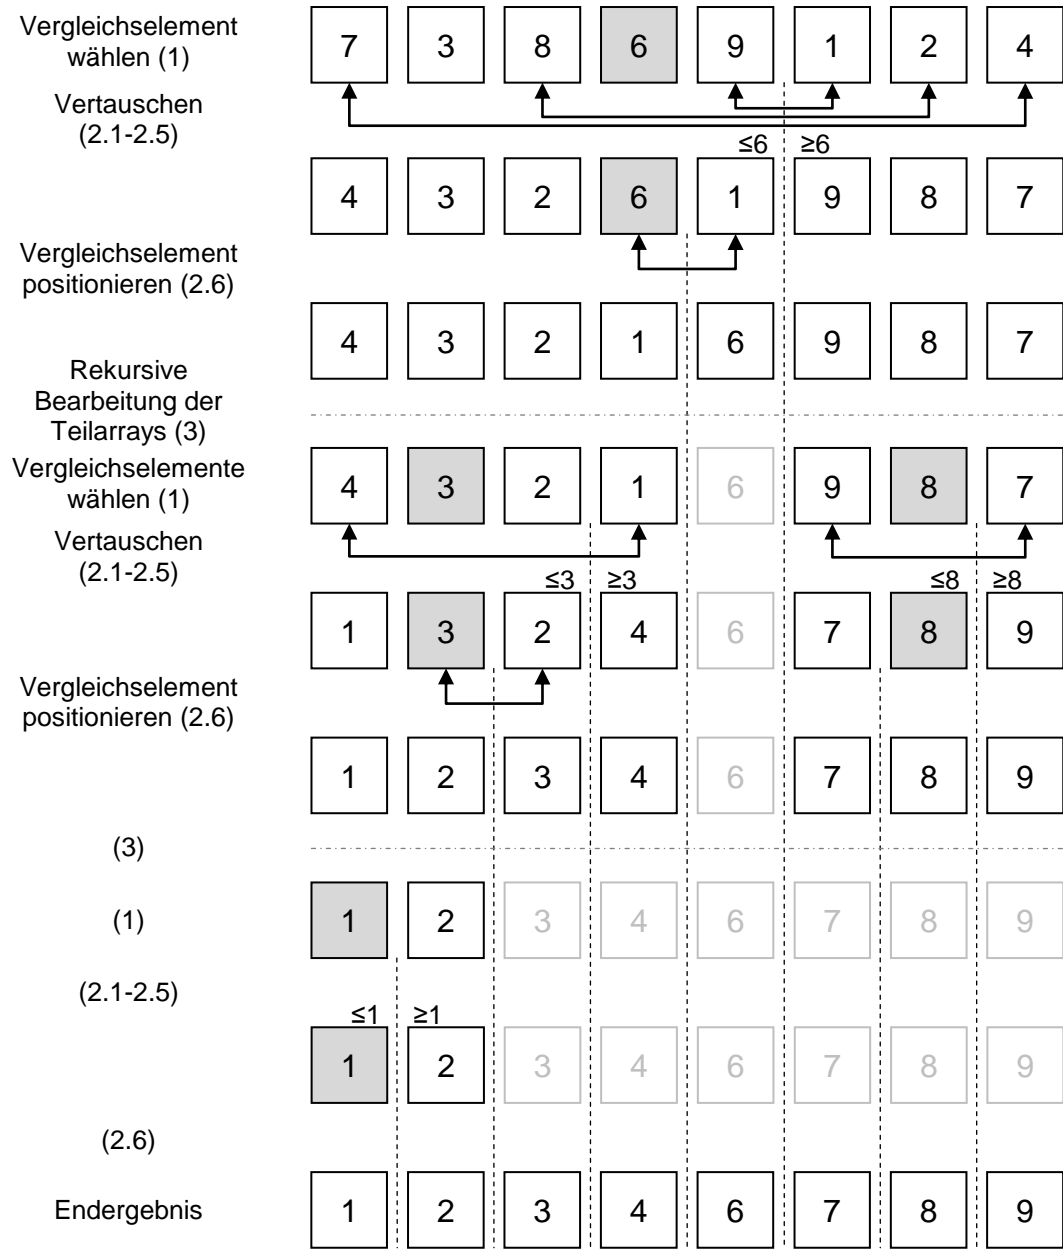 Vergleichselement
wählen (1)
7 3 8 6 9 1 2 4
Vertauschen
(2.1-2.5)
≤6 ≥6
4 3 2 6 1 9 8 7
Vergleichselement
positionieren (2.6)
4 3 2 1 6 9 8 7
Rekursive
Bearbeitung der
Teilarrays (3)
Vergleichselemente
wählen (1)
4 3 2 1 6 9 8 7
Vertauschen
(2.1-2.5)
≤3 ≥3 ≤8 ≥8
1 3 2 4 6 7 8 9
Vergleichselement
positionieren (2.6)
1 2 3 4 6 7 8 9
(3)
(1)
1 2 3 4 6 7 8 9
(2.1-2.5)
≤1 ≥1
1 2 3 4 6 7 8 9
(2.6)
Endergebnis
1 2 3 4 6 7 8 9